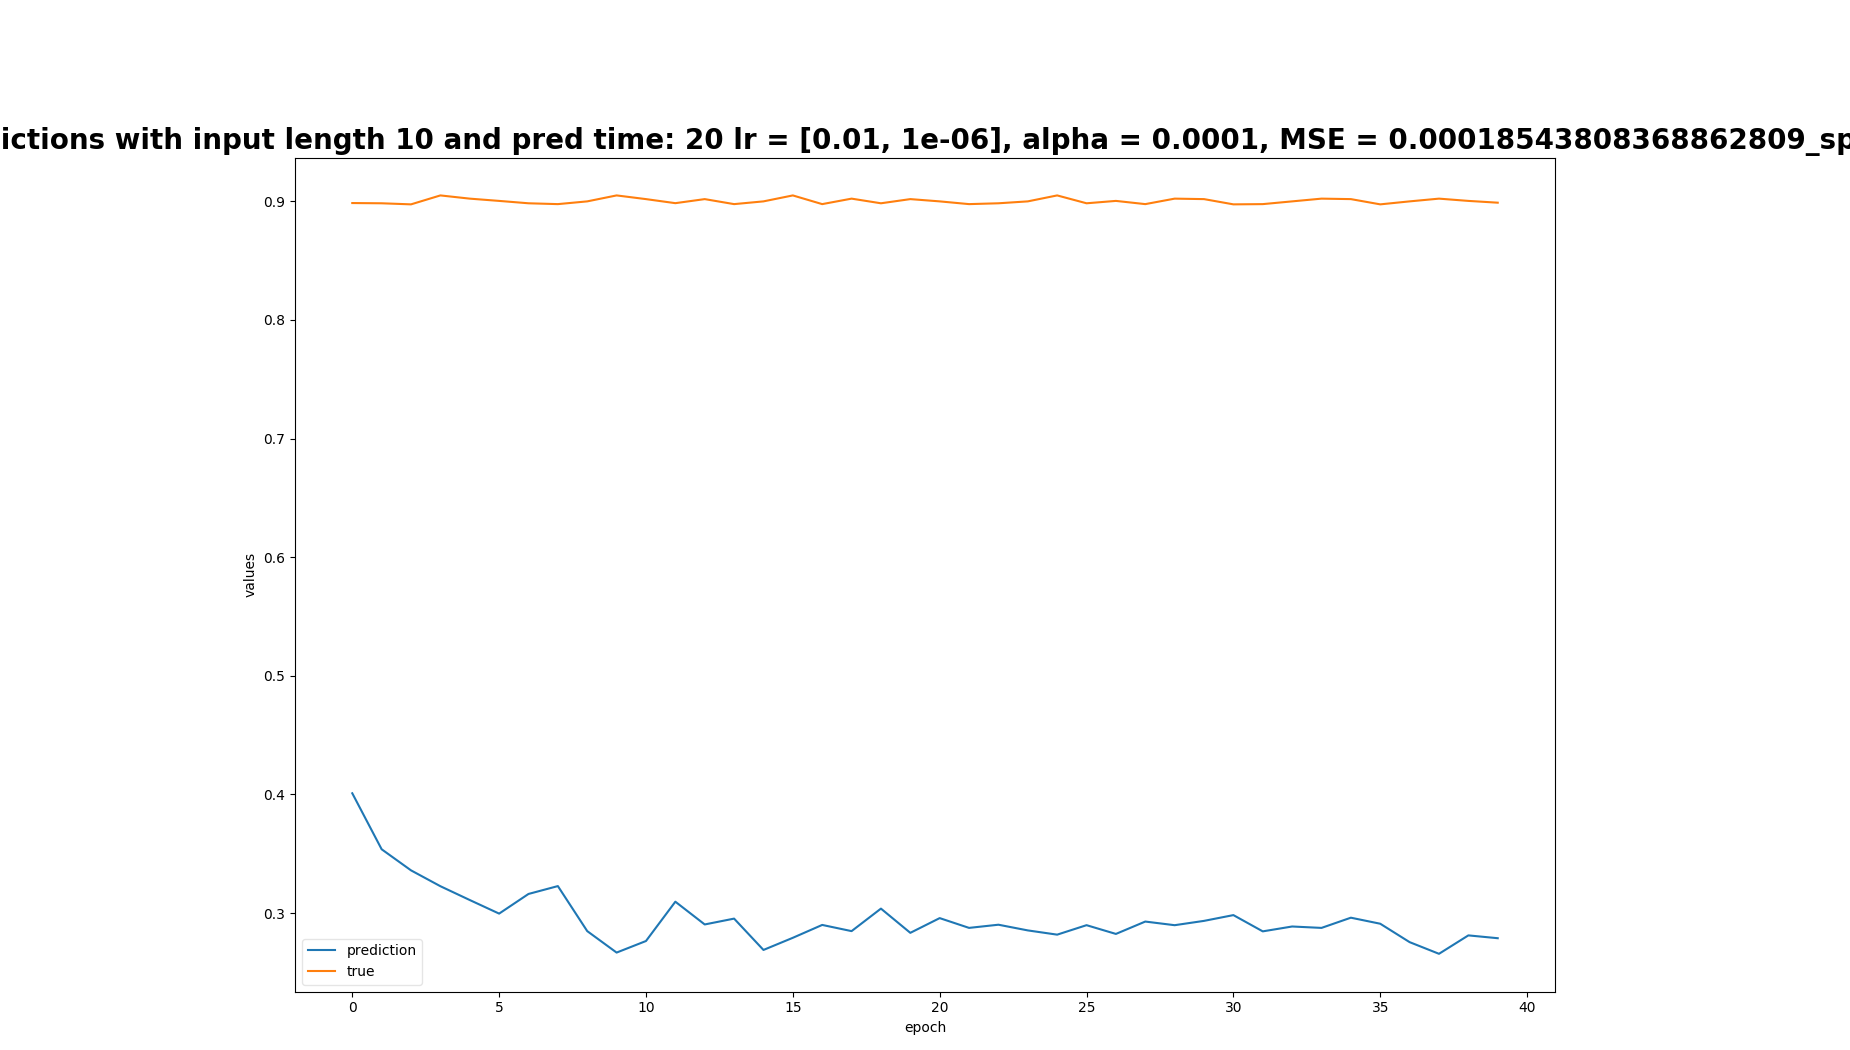 ictions with input length 10 and pred time: 20 lr = [0.01, 1e-06], alpha = 0.0001, MSE = 0.00018543808368862809_sp
0.9
0.8
0.7
0.6
0.5
0.4
0.3
values
prediction
true
0 5 10 15 20 25 30 35 40
epoch